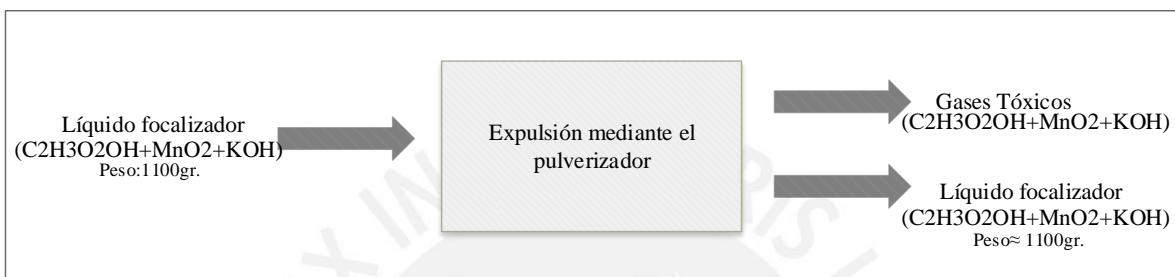 Líquido focalizador
(C2H3O2OH+MnO2+KOH)
Peso:1100gr.
Expulsión mediante el
pulverizador
Gases Tóxicos
(C2H3O2OH+MnO2+KOH)
Líquido focalizador
(C2H3O2OH+MnO2+KOH)
Peso≈ 1100gr.